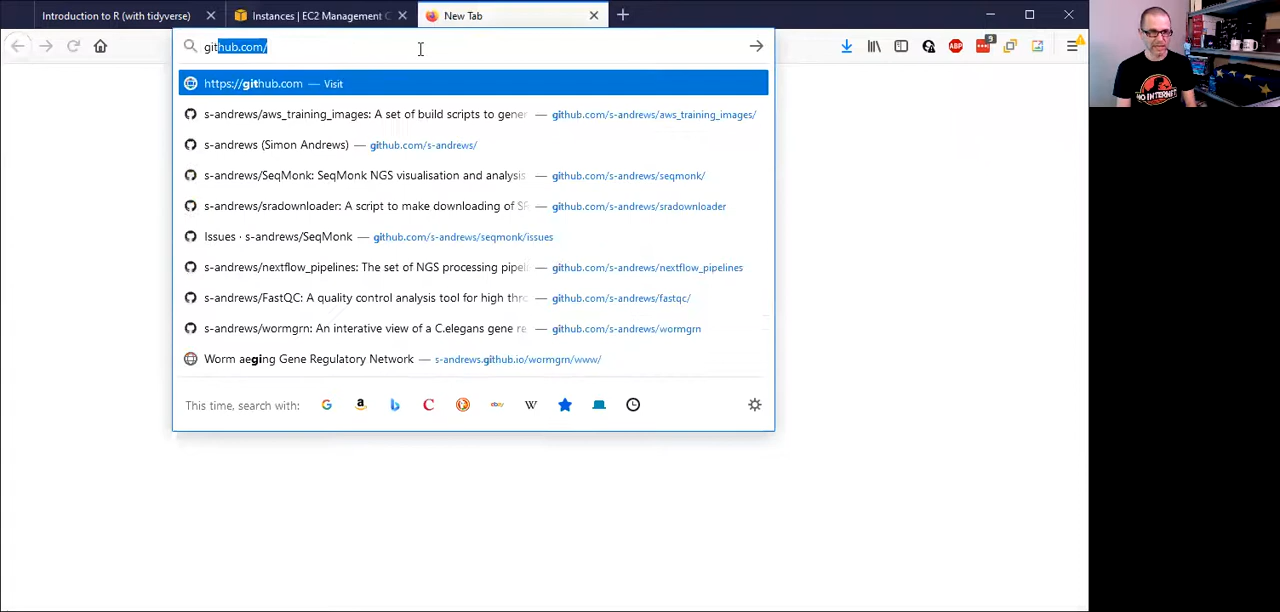 Introduction to R (with tidyverse)
Instances | EC2 Management C
New Tab
github.com/
https://github.com — Visit
s-andrews/aws_training_images: A set of build scripts to gene — github.com/s-andrews/aws_training_images/
s-andrews (Simon Andrews) — github.com/s-andrews/
s-andrews/SeqMonk: SeqMonk NGS visualisation and analysis — github.com/s-andrews/seqmonk/
s-andrews/sradownloader: A script to make downloading of SR — github.com/s-andrews/sradownloader
Issues · s-andrews/SeqMonk — github.com/s-andrews/seqmonk/issues
s-andrews/nextflow_pipelines: The set of NGS processing pipel — github.com/s-andrews/nextflow_pipelines
s-andrews/FastQC: A quality control analysis tool for high thro — github.com/s-andrews/fastqc/
s-andrews/wormgrn: An interative view of a C.elegans gene re — github.com/s-andrews/wormgrn
Worm aeging Gene Regulatory Network — s-andrews.github.io/wormgrn/www/
This time, search with:
ABP
NO INTERNET